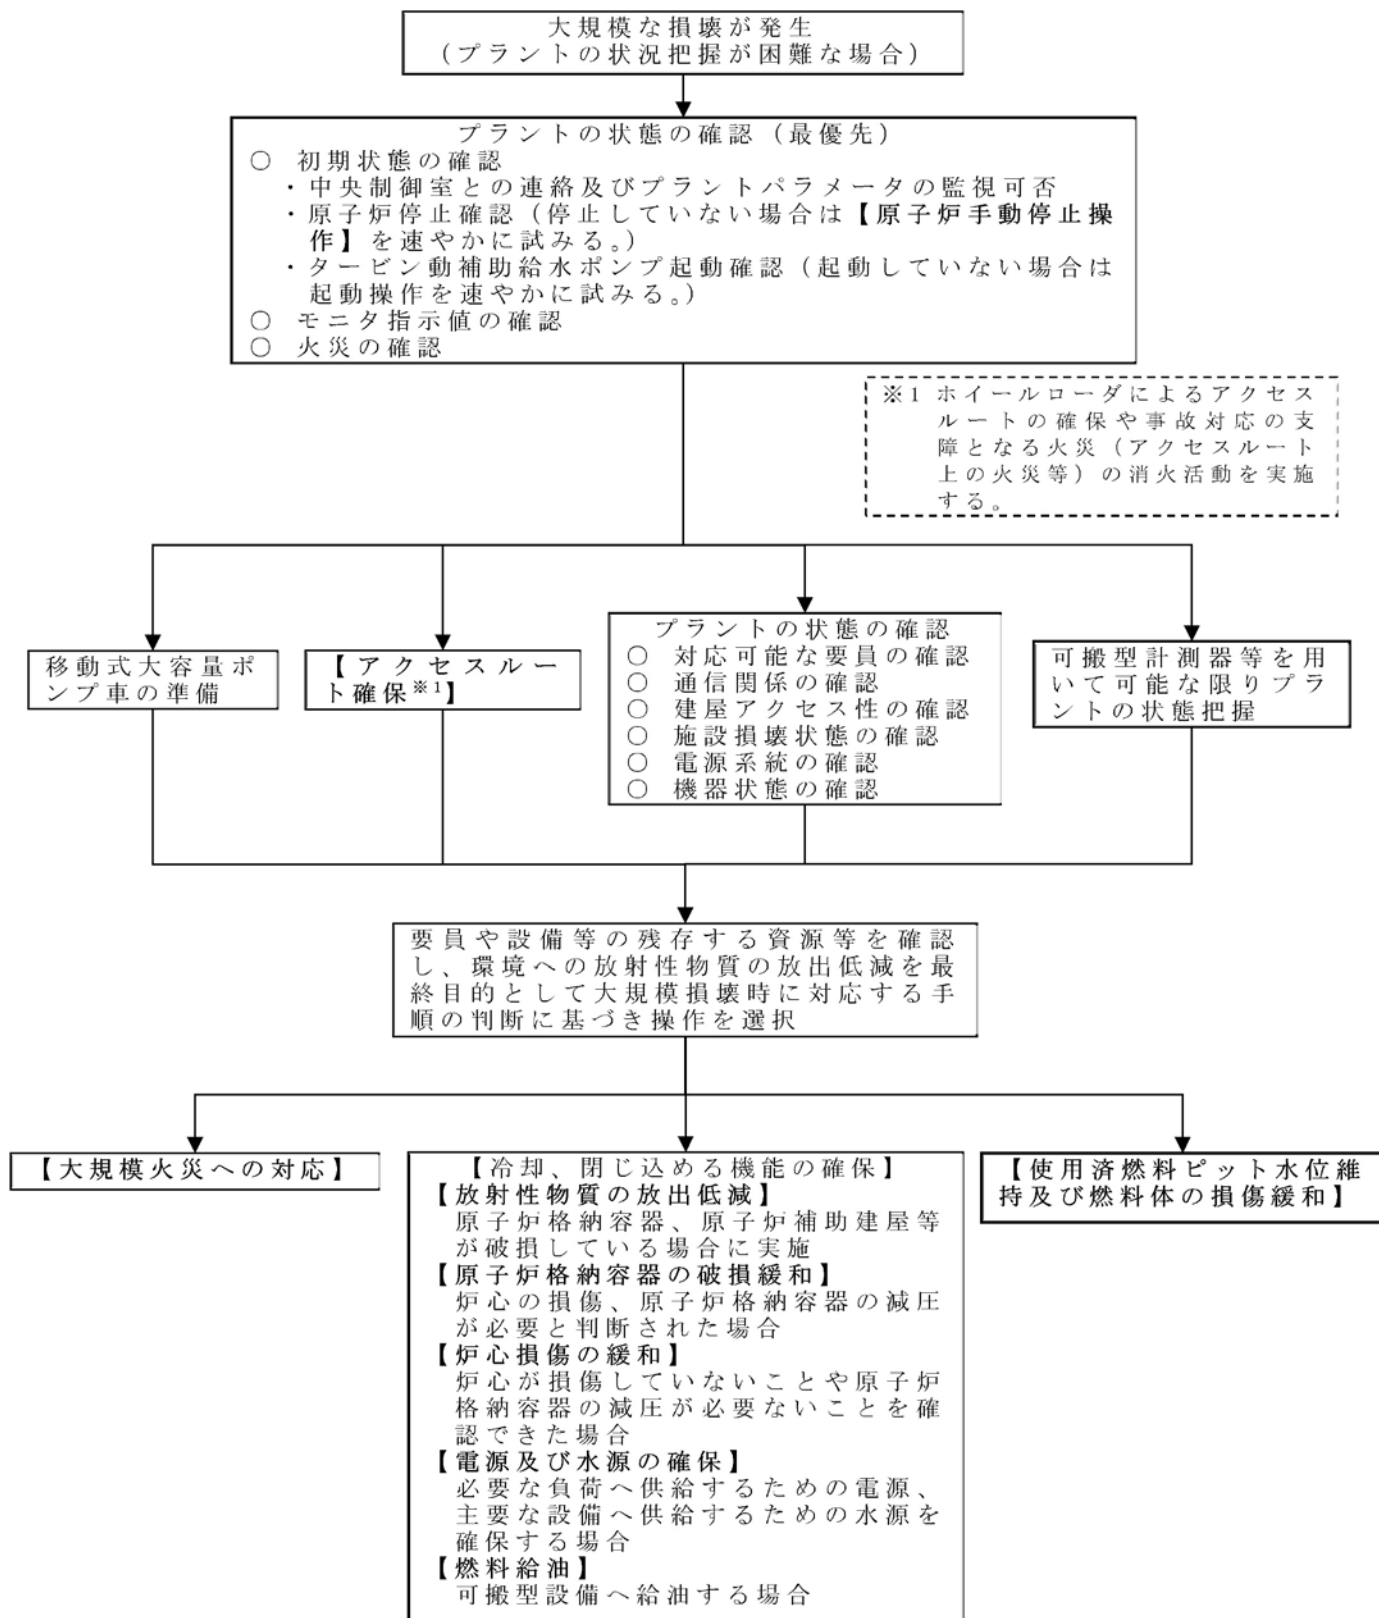 大規模な損壊が発生
（プラントの状況把握が困難な場合）
プラントの状態の確認（最優先）
○ 初期状態の確認
・中央制御室との連絡及びプラントパラメータの監視可否
・原子炉停止確認（停止していない場合は【原子炉手動停止操
作】を速やかに試みる。）
・タービン動補助給水ポンプ起動確認（起動していない場合は
起動操作を速やかに試みる。）
○ モニタ指示値の確認
○ 火災の確認
※1 ホイールローダによるアクセス
ルートの確保や事故対応の支
障となる火災（アクセスルート
上の火災等）の消火活動を実施
する。
移動式大容量ポ
ンプ車の準備
【アクセスルー
ト確保※1】
プラントの状態の確認
○ 対応可能な要員の確認
○ 通信関係の確認
○ 建屋アクセス性の確認
○ 施設損壊状態の確認
○ 電源系統の確認
○ 機器状態の確認
可搬型計測器等を用
いて可能な限りプラ
ントの状態把握
要員や設備等の残存する資源等を確認
し、環境への放射性物質の放出低減を最
終目的として大規模損壊時に対応する手
順の判断に基づき操作を選択
【大規模火災への対応】
【冷却、閉じ込める機能の確保】
【放射性物質の放出低減】
原子炉格納容器、原子炉補助建屋等
が破損している場合に実施
【原子炉格納容器の破損緩和】
炉心の損傷、原子炉格納容器の減圧
が必要と判断された場合
【炉心損傷の緩和】
炉心が損傷していないことや原子炉
格納容器の減圧が必要ないことを確
認できた場合
【電源及び水源の確保】
必要な負荷へ供給するための電源、
主要な設備へ供給するための水源を
確保する場合
【燃料給油】
可搬型設備へ給油する場合
【使用済燃料ピット水位維
持及び燃料体の損傷緩和】